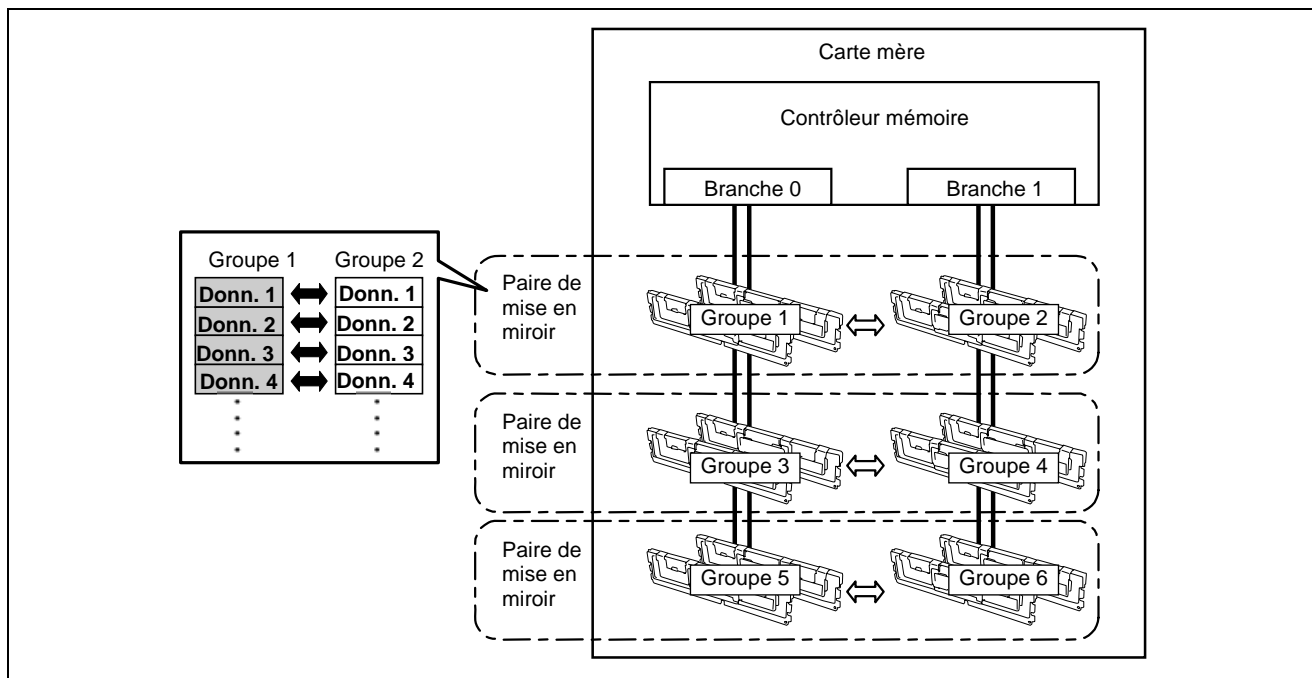 Carte mère
Contrôleur mémoire
Branche 0 Branche 1
Groupe 1 Groupe 2
Donn. 1 Donn. 1
Donn. 2 Donn. 2
Donn. 3 Donn. 3
Donn. 4 Donn. 4
Paire de
mise en
miroir
Groupe 1 Groupe 2
Paire de
mise en
miroir
Groupe 3 Groupe 4
Paire de
mise en
miroir
Groupe 5 Groupe 6